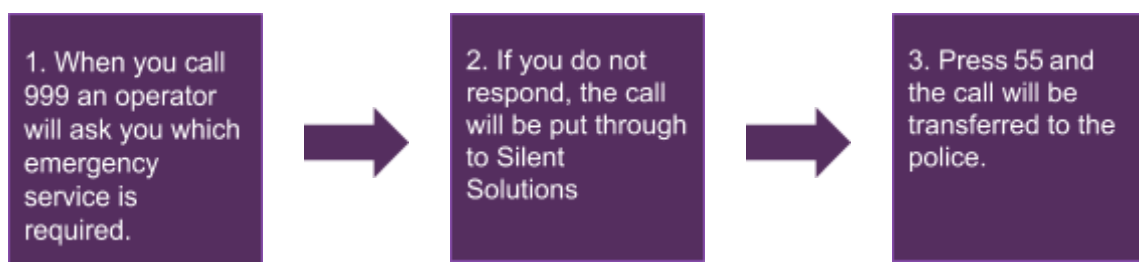 1. When you call
999 an operator
will ask you which
emergency
service is
required.
2. If you do not
respond, the call
will be put through
to Silent
Solutions
3. Press 55 and
the call will be
transferred to the
police.